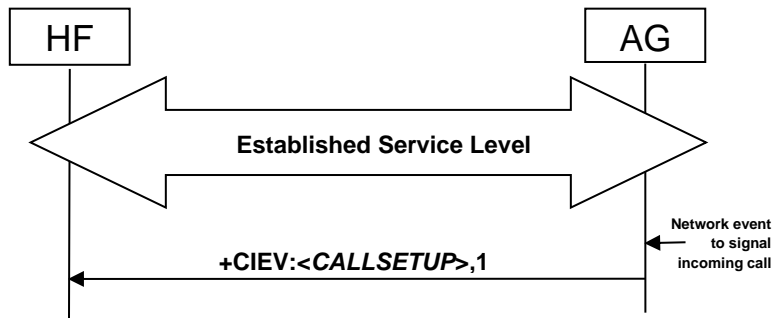 HF
AG
Established Service Level
Network event
to signal
incoming call
+CIEV:<CALLSETUP>,1